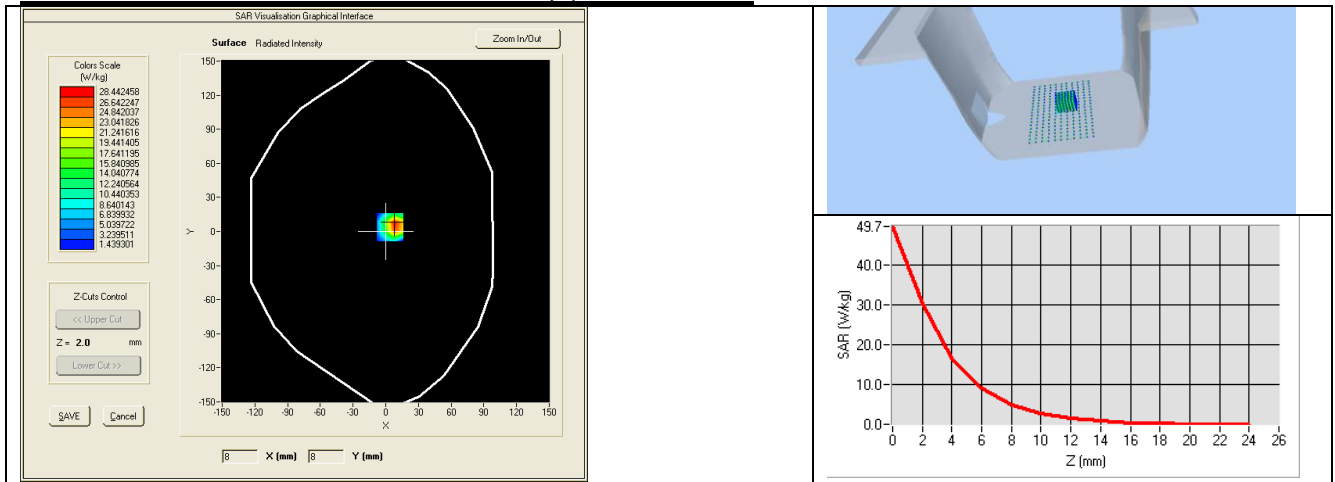 SAR Visualisation Graphical Interface
Surface Radiated Intensity
Zoom In/Out
Colors Scale
(W/kg)
28.442458
26.642247
24.842037
23.041826
21.241616
19.441405
17.641195
15.840985
14.040774
12.240564
10.440353
8.640143
6.839932
5.039722
3.239511
1.439301
Z-Cuts Control
<< Upper Cut
Z = 2.0 mm
Lower Cut >>
SAVE Cancel
150
120
90
60
30
Y 0
-30
-60
-90
-120
-150
-150 -120 -90 -60 -30 0 30 60 90 120 150
X
8 X (mm) 8 Y (mm)
49.7
40.0
30.0
20.0
10.0
0.0
SAR (W/kg)
0 2 4 6 8 10 12 14 16 18 20 22 24 26
Z (mm)